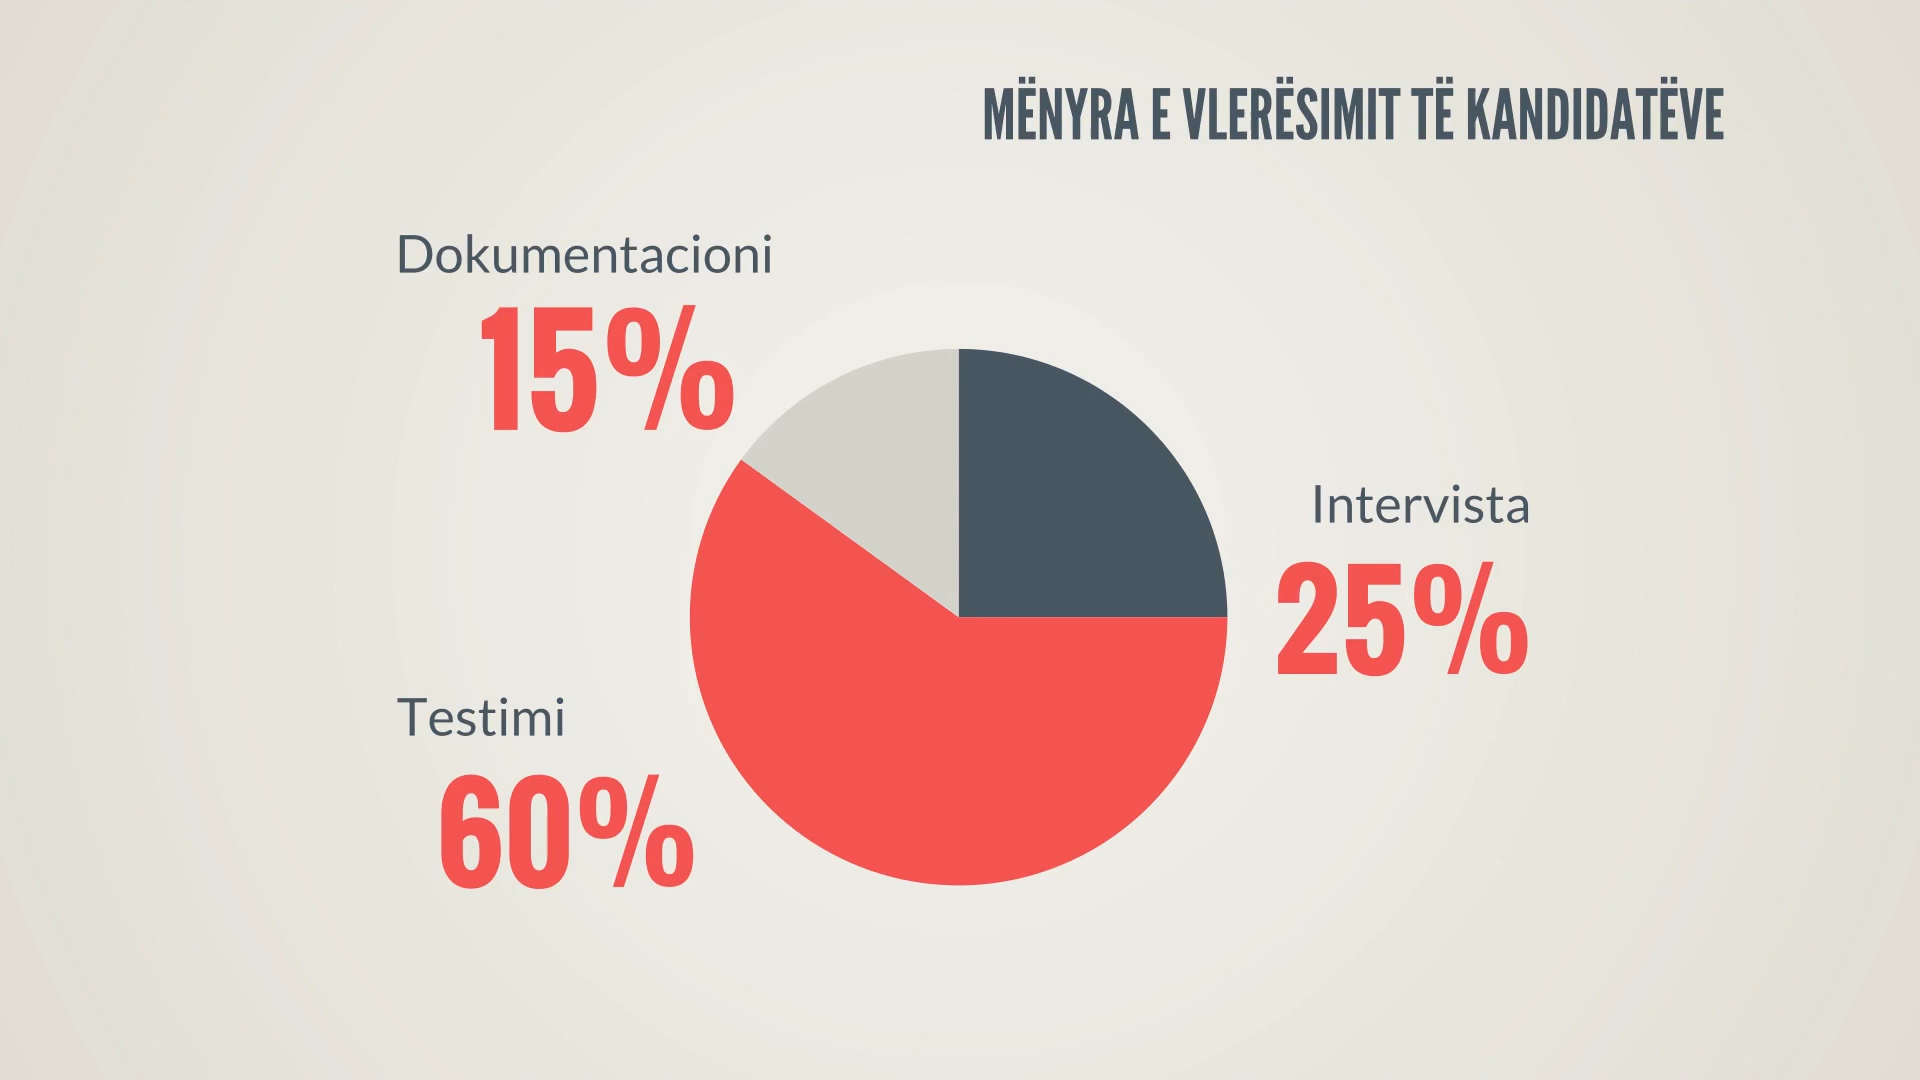 MËNYRA E VLERËSIMIT TË KANDIDATËVE
Dokumentacioni
15%
Intervista
25%
Testimi
60%